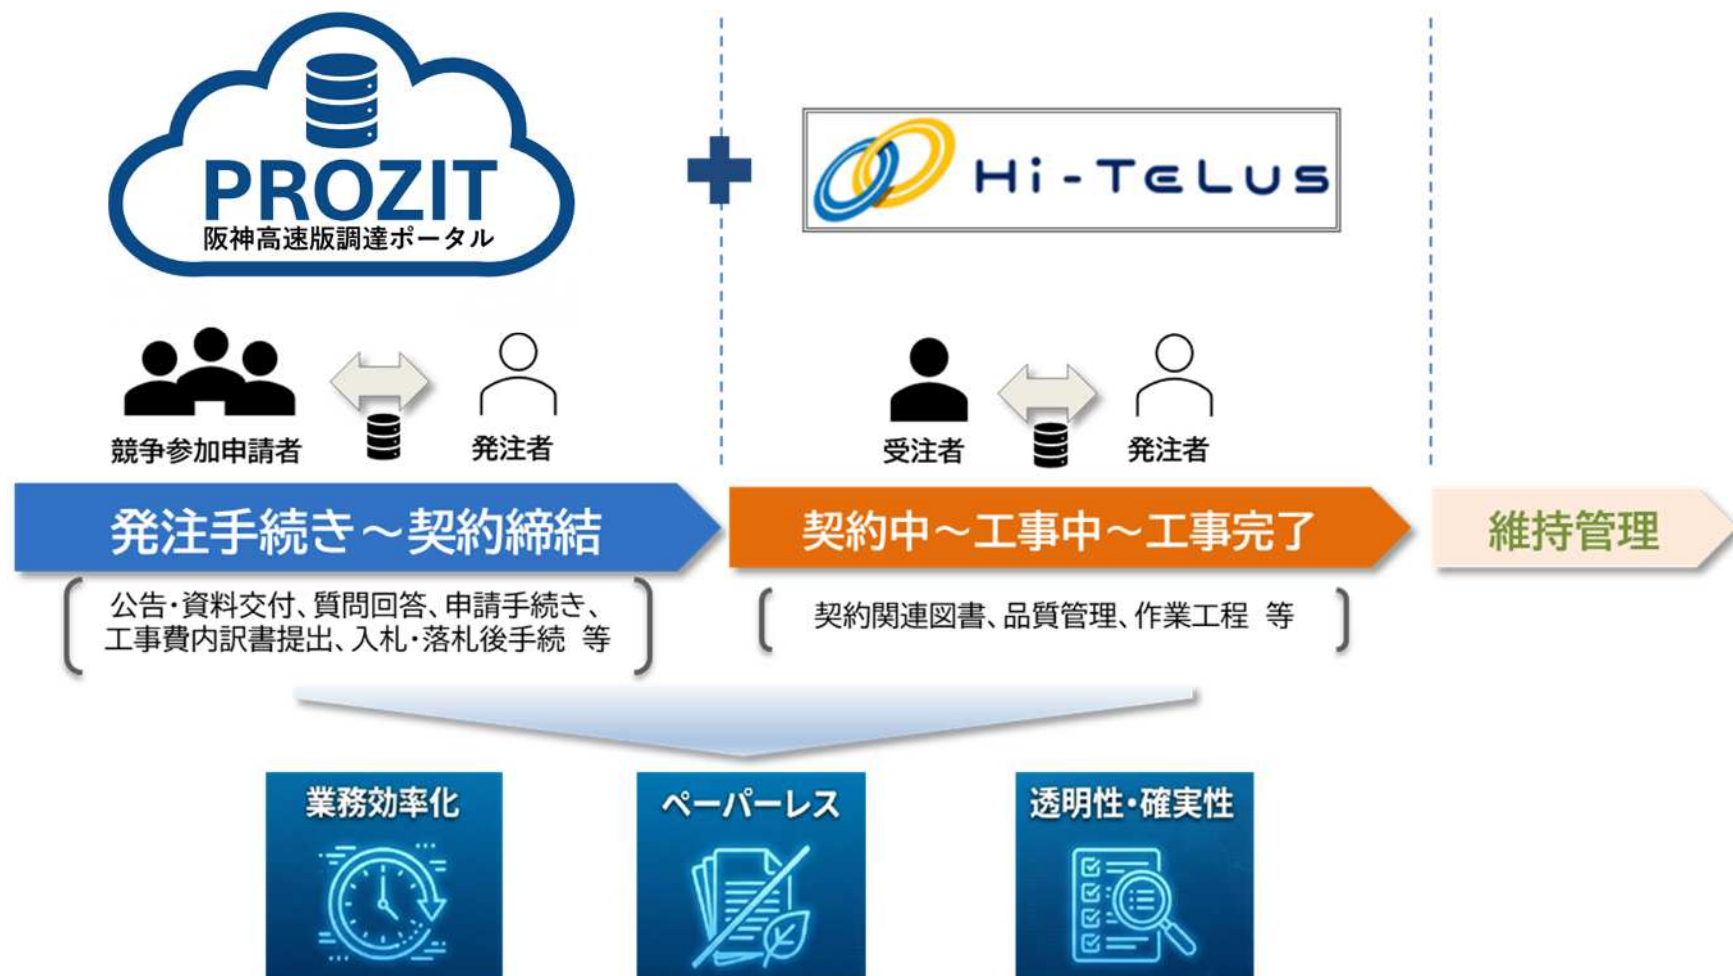 PROZIT
阪神高速版調達ポータル
Hi-TeLus
競争参加申請者
発注者
受注者
発注者
発注手続き~契約締結
契約中~工事中~工事完了
維持管理
公告・資料交付、質問回答、申請手続き、
工事費内訳書提出、入札・落札後手続 等
契約関連図書、品質管理、作業工程 等
業務効率化
ペーパーレス
透明性・確実性